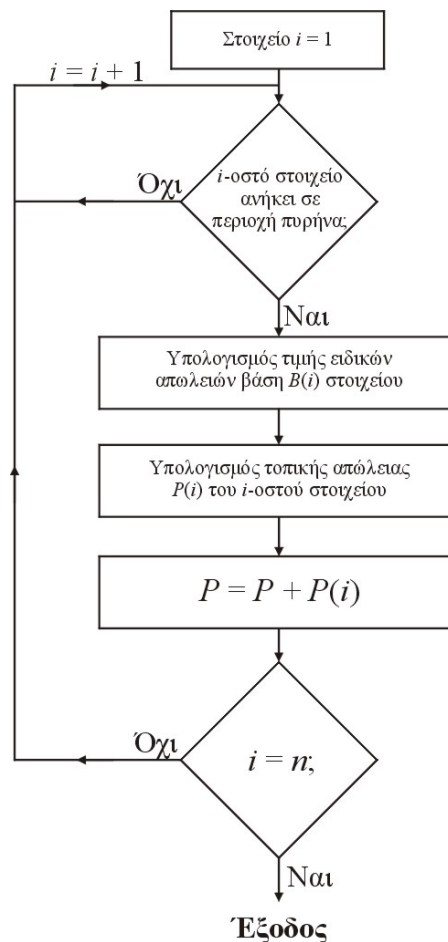 Στοιχείο i = 1
i = i + 1
i-οστό στοιχείο
ανήκει σε
περιοχή πυρήνα;
Όχι
Ναι
Υπολογισμός τιμής ειδικών
απωλειών βάση B(i) στοιχείου
Υπολογισμός τοπικής απώλειας
P(i) του i-οστού στοιχείου
P = P + P(i)
Όχι
i = n;
Ναι
Έξοδος